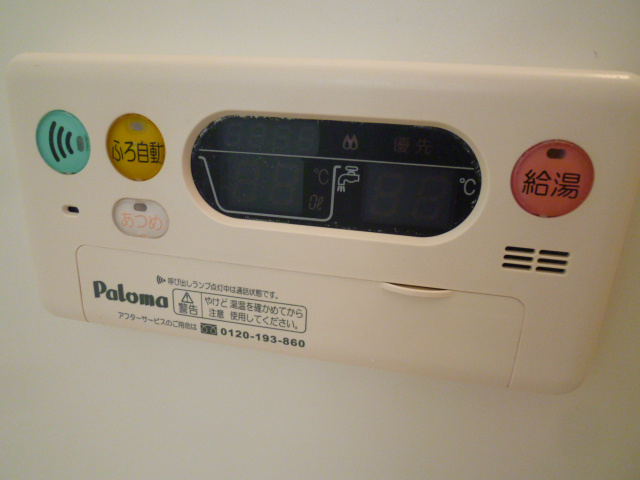 ふろ自動
優先
℃
0ℓ
℃
給湯
あつめ
呼び出しランプ点灯中は通話状態です。
Paloma
警告
やけど注意
湯温を確かめてから使用してください。
アフターサービスのご用命は 0120-193-860